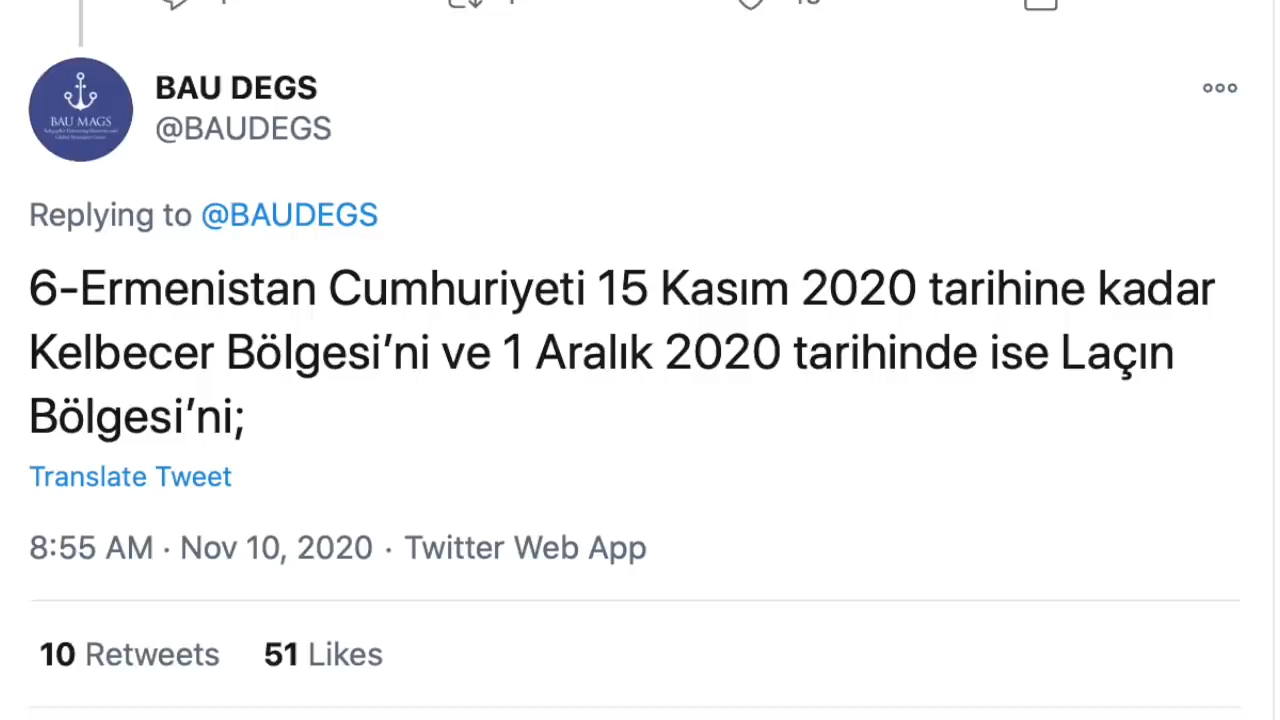 BAU DEGS
@BAUDEGS
BAU MAGS
Replying to @BAUDEGS
6-Ermenistan Cumhuriyeti 15 Kasım 2020 tarihine kadar
Kelbecer Bölgesi’ni ve 1 Aralık 2020 tarihinde ise Laçın
Bölgesi’ni;
Translate Tweet
8:55 AM · Nov 10, 2020 · Twitter Web App
10 Retweets 51 Likes